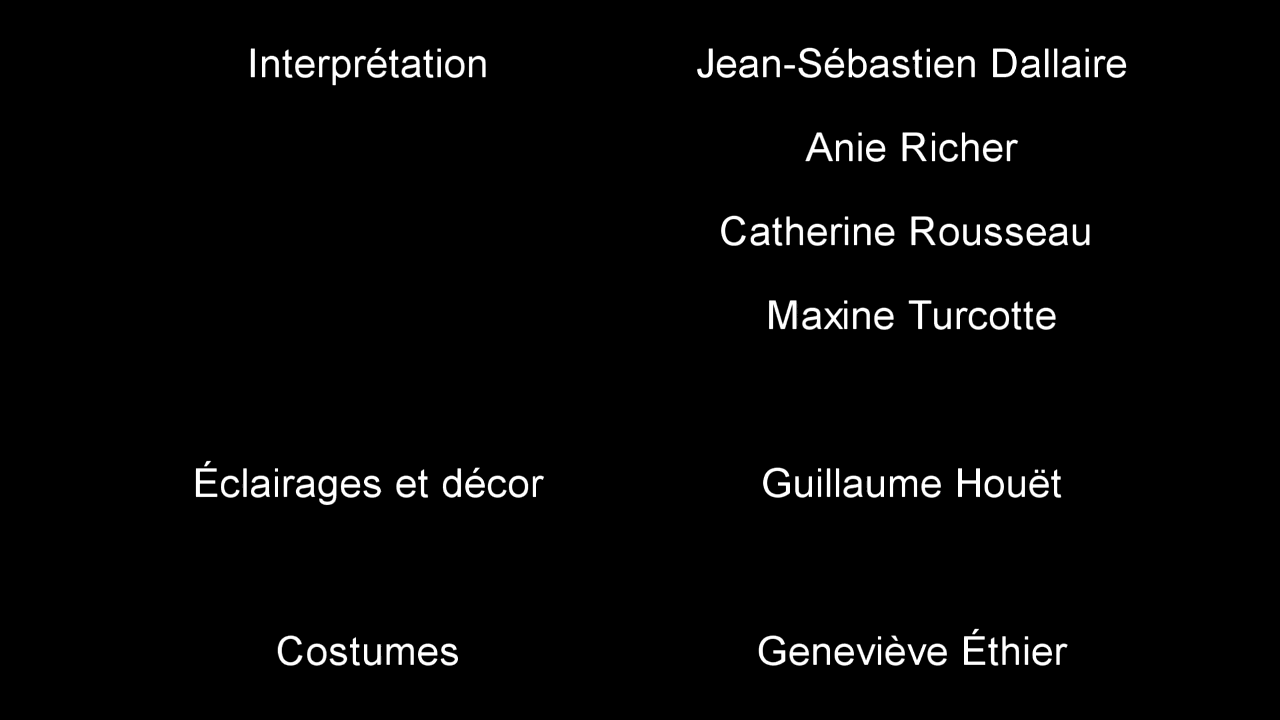 Interprétation Jean-Sébastien Dallaire
Anie Richer
Catherine Rousseau
Maxine Turcotte
Éclairages et décor Guillaume Houët
Costumes Geneviève Éthier